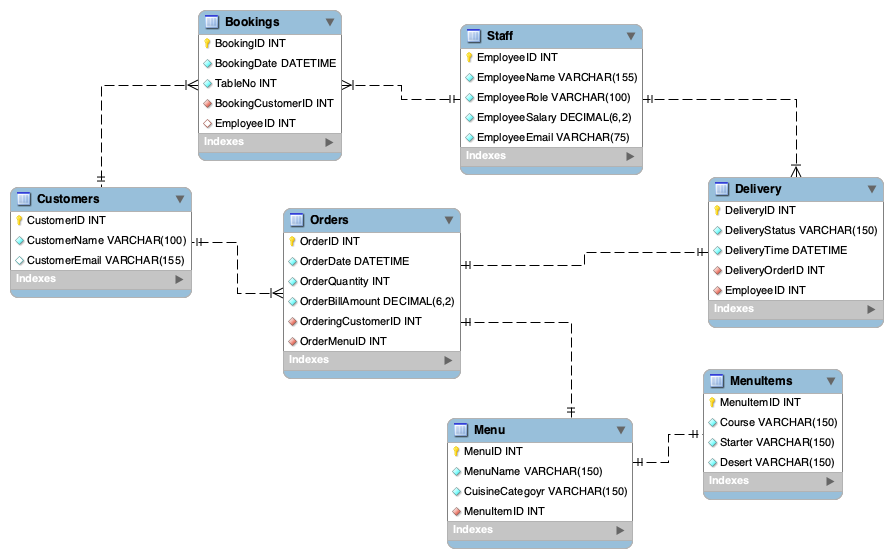 Bookings
BookingID INT
BookingDate DATETIME
TableNo INT
BookingCustomerID INT
EmployeeID INT
Indexes
Staff
EmployeeID INT
EmployeeName VARCHAR(155)
EmployeeRole VARCHAR(100)
EmployeeSalary DECIMAL(6,2)
EmployeeEmail VARCHAR(75)
Indexes
Customers
CustomerID INT
CustomerName VARCHAR(100)
CustomerEmail VARCHAR(155)
Indexes
Orders
OrderID INT
OrderDate DATETIME
OrderQuantity INT
OrderBillAmount DECIMAL(6,2)
OrderingCustomerID INT
OrderMenuID INT
Indexes
Delivery
DeliveryID INT
DeliveryStatus VARCHAR(150)
DeliveryTime DATETIME
DeliveryOrderID INT
EmployeeID INT
Indexes
Menu
MenuID INT
MenuName VARCHAR(150)
CuisineCategoyr VARCHAR(150)
MenuItemID INT
Indexes
MenuItems
MenuItemID INT
Course VARCHAR(150)
Starter VARCHAR(150)
Desert VARCHAR(150)
Indexes